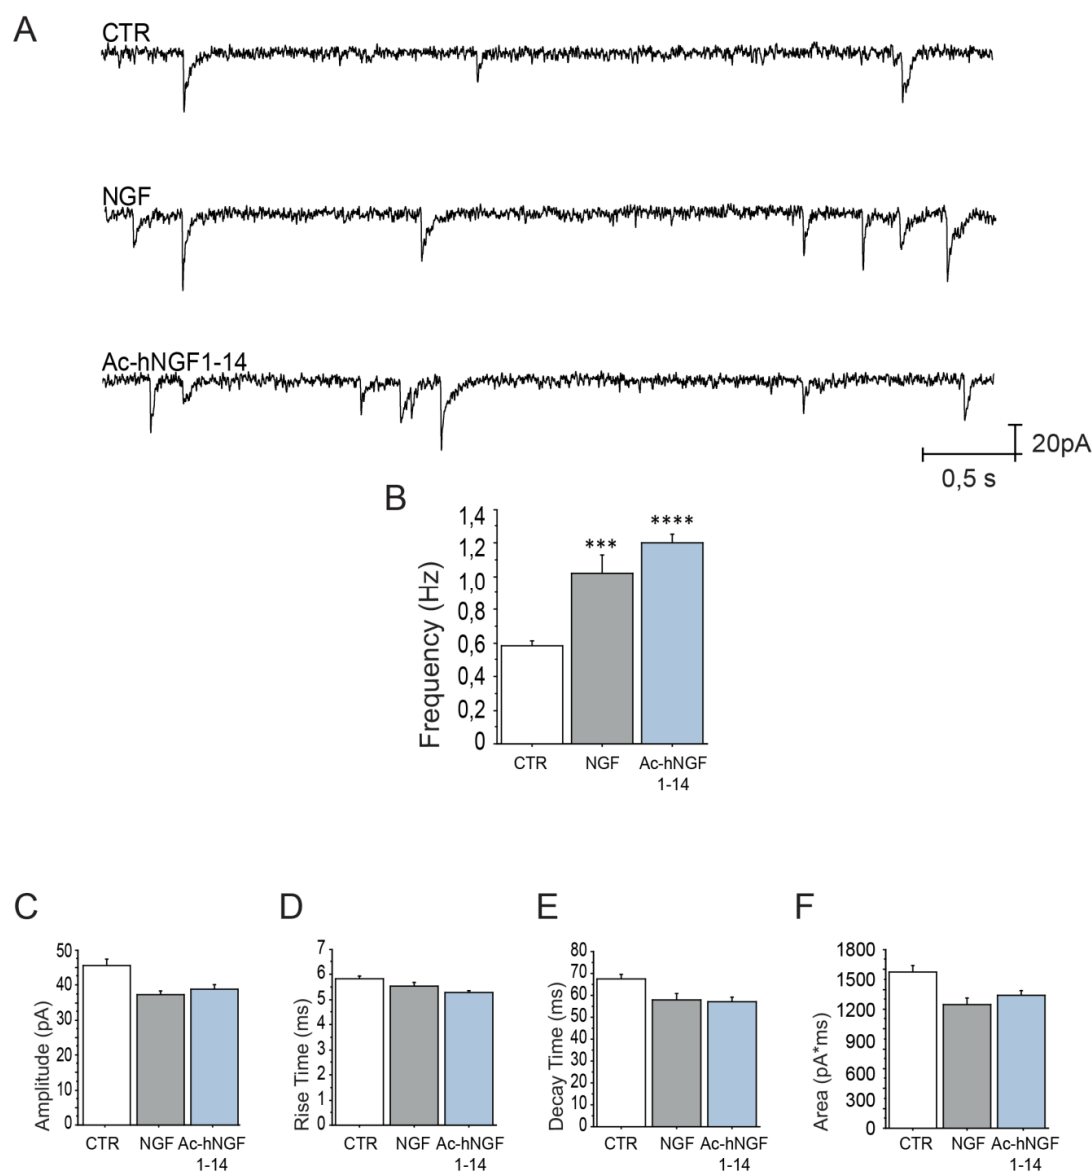 A
CTR
NGF
Ac-hNGF1-14
20pA
0,5 s
B
Frequency (Hz)
1,4
1,2
1,0
0,8
0,6
0,4
0,2
0
***
****
CTR NGF Ac-hNGF
1-14
C
Amplitude (pA)
50
40
30
20
10
0
CTR NGF Ac-hNGF
1-14
D
Rise Time (ms)
7
6
5
4
3
2
1
0
CTR NGF Ac-hNGF
1-14
E
Decay Time (ms)
80
70
60
50
40
30
20
10
0
CTR NGF Ac-hNGF
1-14
F
Area (pA*ms)
1800
1500
1200
900
600
300
0
CTR NGF Ac-hNGF
1-14